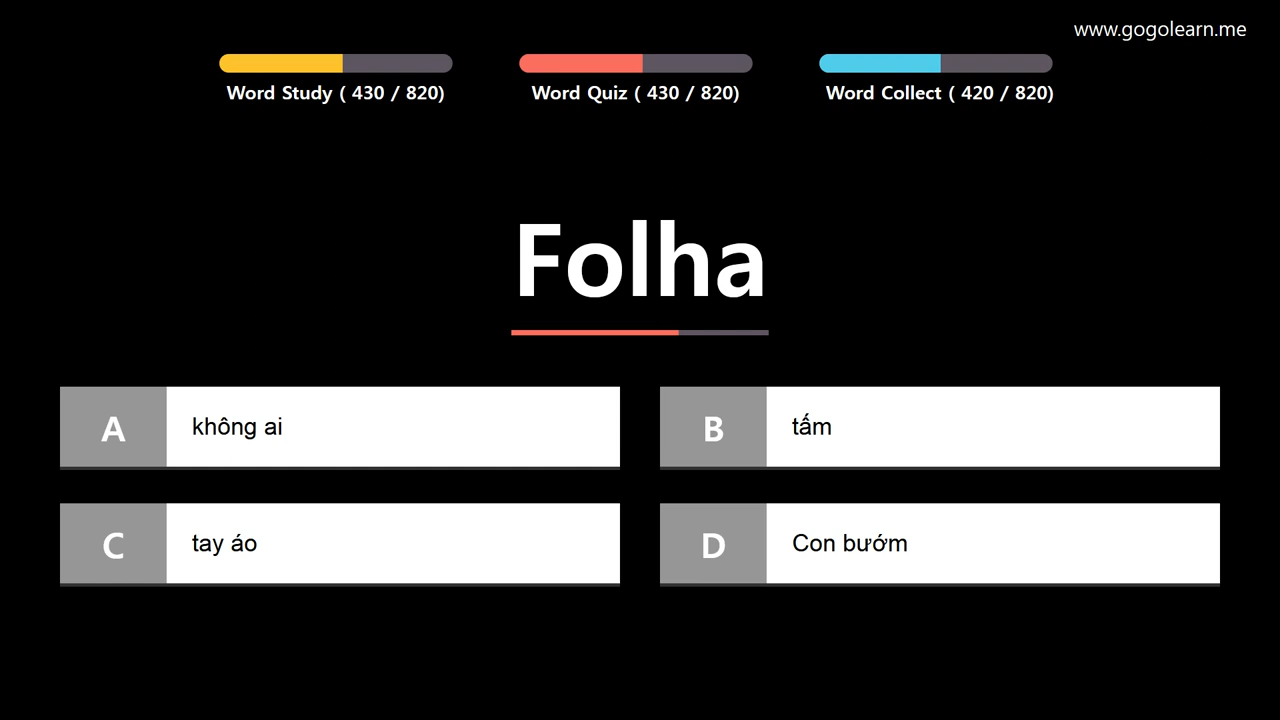 www.gogolearn.me
Word Study ( 430 / 820)
Word Quiz ( 430 / 820)
Word Collect ( 420 / 820)
Folha
A không ai
B tấm
C tay áo
D Con bướm